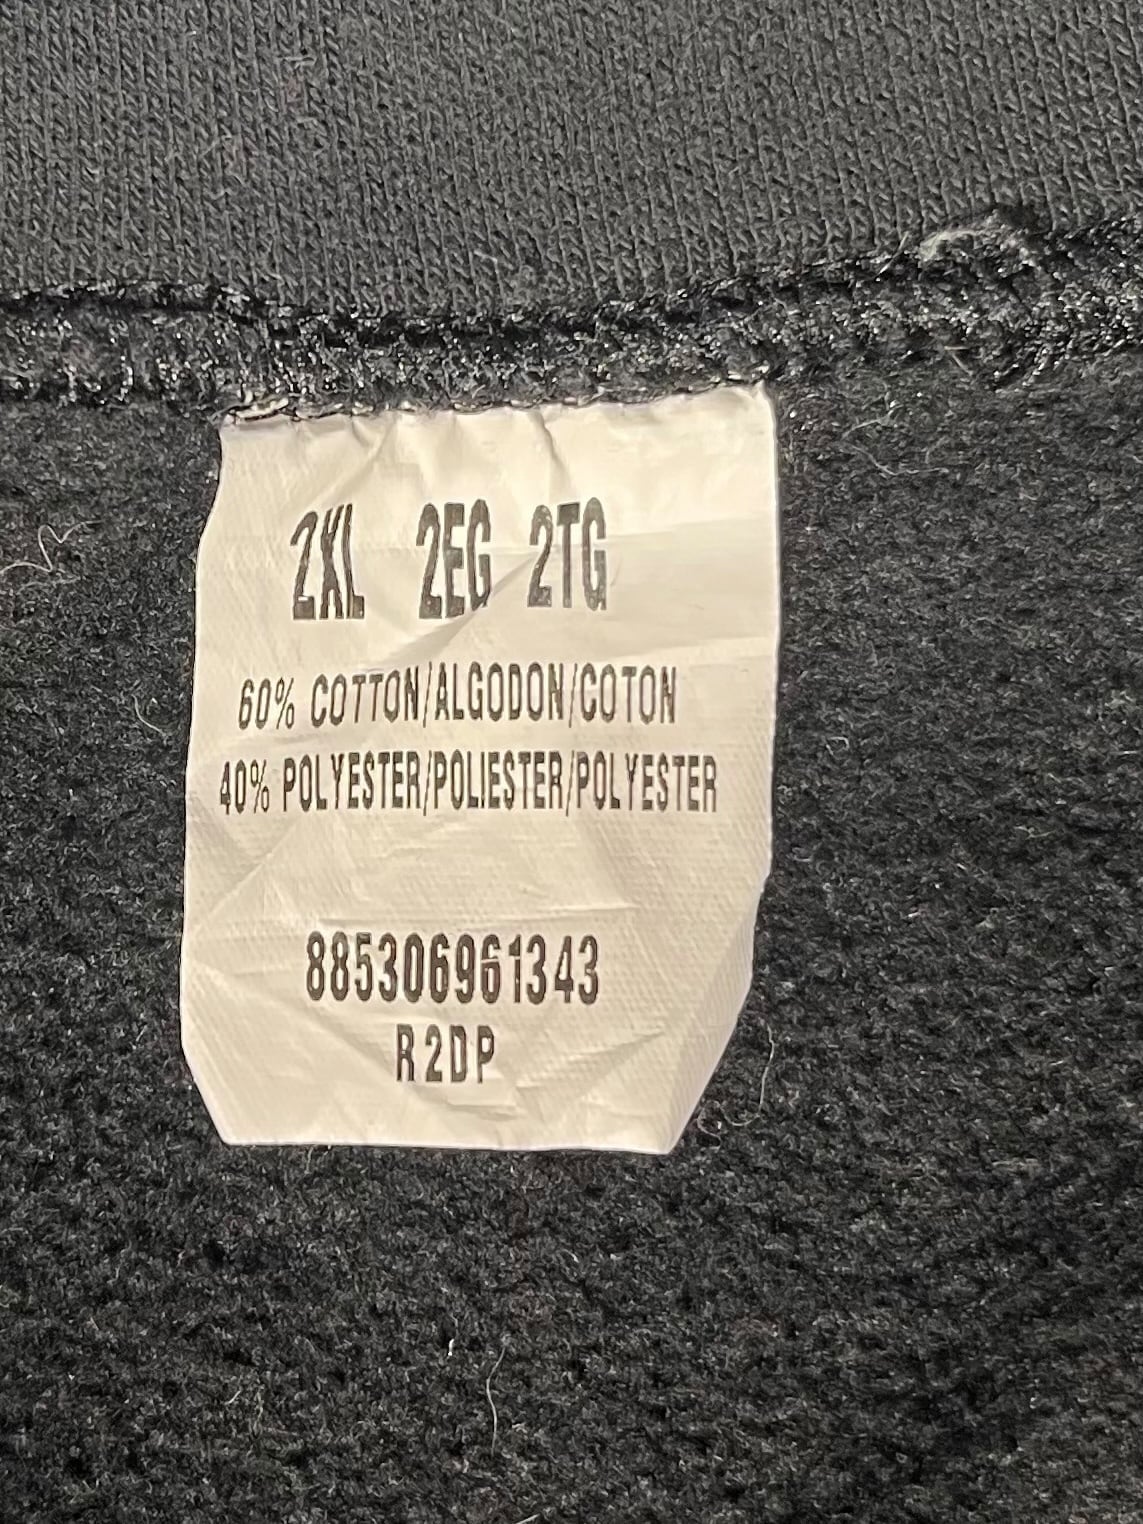 2XL 2EG 2TG
60% COTTON/ALGODON/COTON
40% POLYESTER/POLIESTER/POLYESTER
885306961343
R2DP